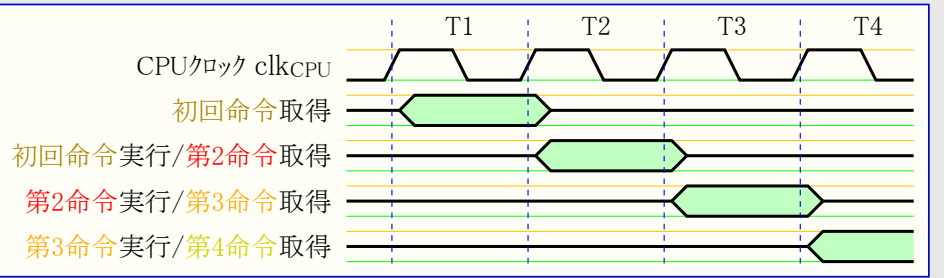 T1 T2 T3 T4
CPUクロック clkCPU
初回命令取得
初回命令実行/第2命令取得
第2命令実行/第3命令取得
第3命令実行/第4命令取得